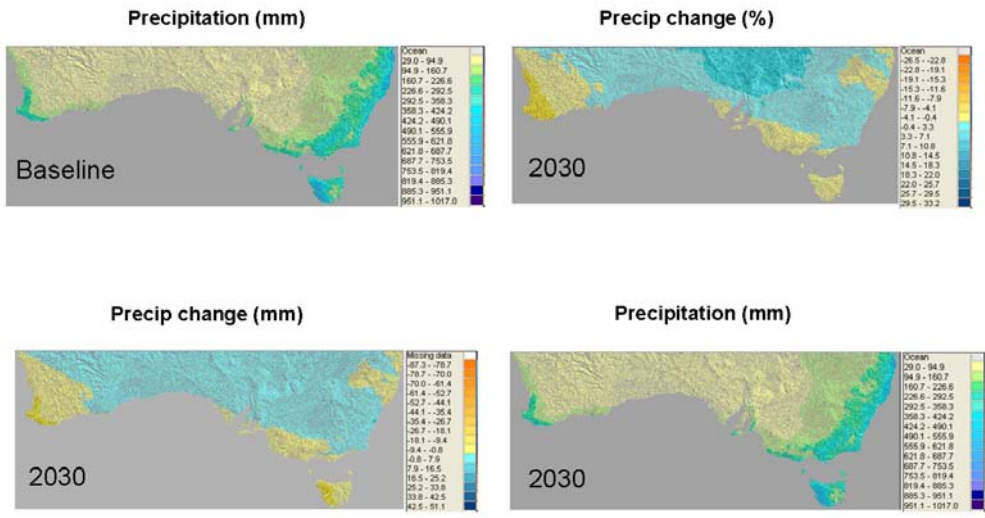 Precipitation (mm)
Baseline
Ocean
29.0 - 94.9
94.9 - 160.7
160.7 - 226.6
226.6 - 292.5
292.5 - 358.3
358.3 - 424.2
424.2 - 490.1
490.1 - 555.9
555.9 - 621.8
621.8 - 687.7
687.7 - 753.5
753.5 - 819.4
819.4 - 885.3
885.3 - 951.1
951.1 - 1017.0
Precip change (%)
2030
Ocean
-26.5 - -22.8
-22.8 - -19.1
-19.1 - -15.3
-15.3 - -11.6
-11.6 - -7.9
-7.9 - -4.1
-4.1 - -0.4
-0.4 - 3.3
3.3 - 7.1
7.1 - 10.8
10.8 - 14.5
14.5 - 18.3
18.3 - 22.0
22.0 - 25.7
25.7 - 29.5
29.5 - 33.2
Precip change (mm)
2030
Missing data
-87.3 - -78.7
-78.7 - -70.0
-70.0 - -61.4
-61.4 - -52.7
-52.7 - -44.1
-44.1 - -35.4
-35.4 - -26.7
-26.7 - -18.1
-18.1 - -9.4
-9.4 - -0.8
-0.8 - 7.9
7.9 - 16.5
16.5 - 25.2
25.2 - 33.8
33.8 - 42.5
42.5 - 51.1
Precipitation (mm)
2030
Ocean
29.0 - 94.9
94.9 - 160.7
160.7 - 226.6
226.6 - 292.5
292.5 - 358.3
358.3 - 424.2
424.2 - 490.1
490.1 - 555.9
555.9 - 621.8
621.8 - 687.7
687.7 - 753.5
753.5 - 819.4
819.4 - 885.3
885.3 - 951.1
951.1 - 1017.0